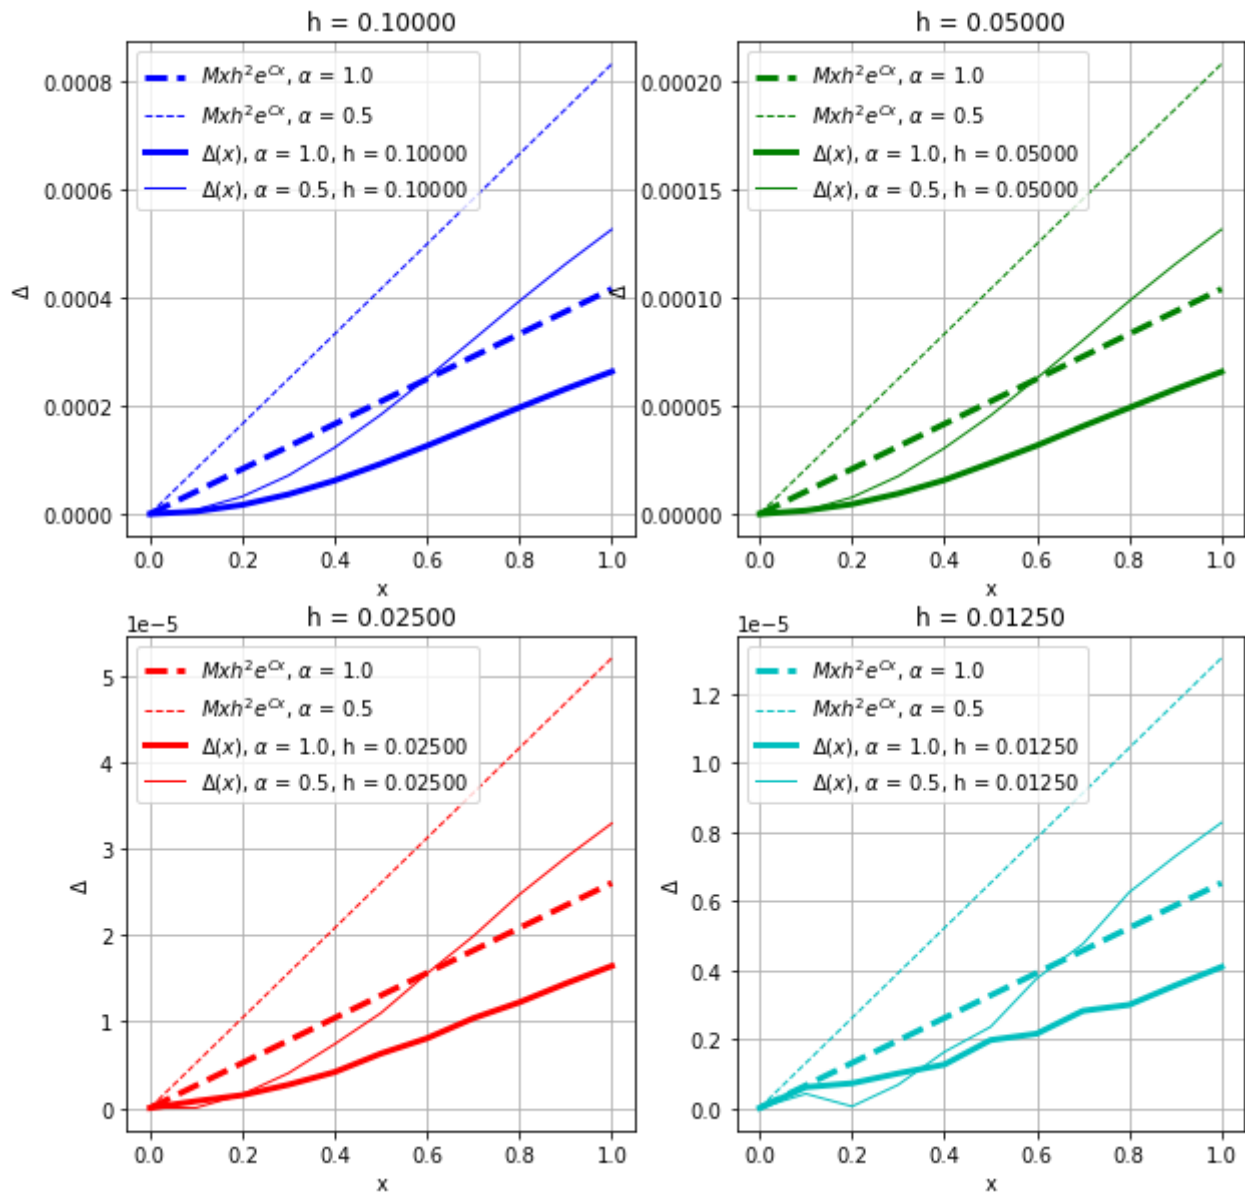 h = 0.10000
Mxh²e^{Cx}, α = 1.0
Mxh²e^{Cx}, α = 0.5
Δ(x), α = 1.0, h = 0.10000
Δ(x), α = 0.5, h = 0.10000
0.0008
0.0006
0.0004
0.0002
0.0000
Δ
0.0 0.2 0.4 0.6 0.8 1.0
x
h = 0.05000
Mxh²e^{Cx}, α = 1.0
Mxh²e^{Cx}, α = 0.5
Δ(x), α = 1.0, h = 0.05000
Δ(x), α = 0.5, h = 0.05000
0.00020
0.00015
0.00010
0.00005
0.00000
Δ
0.0 0.2 0.4 0.6 0.8 1.0
x
h = 0.02500
1e−5
Mxh²e^{Cx}, α = 1.0
Mxh²e^{Cx}, α = 0.5
Δ(x), α = 1.0, h = 0.02500
Δ(x), α = 0.5, h = 0.02500
5
4
3
2
1
0
Δ
0.0 0.2 0.4 0.6 0.8 1.0
x
h = 0.01250
1e−5
Mxh²e^{Cx}, α = 1.0
Mxh²e^{Cx}, α = 0.5
Δ(x), α = 1.0, h = 0.01250
Δ(x), α = 0.5, h = 0.01250
1.2
1.0
0.8
0.6
0.4
0.2
0.0
Δ
0.0 0.2 0.4 0.6 0.8 1.0
x